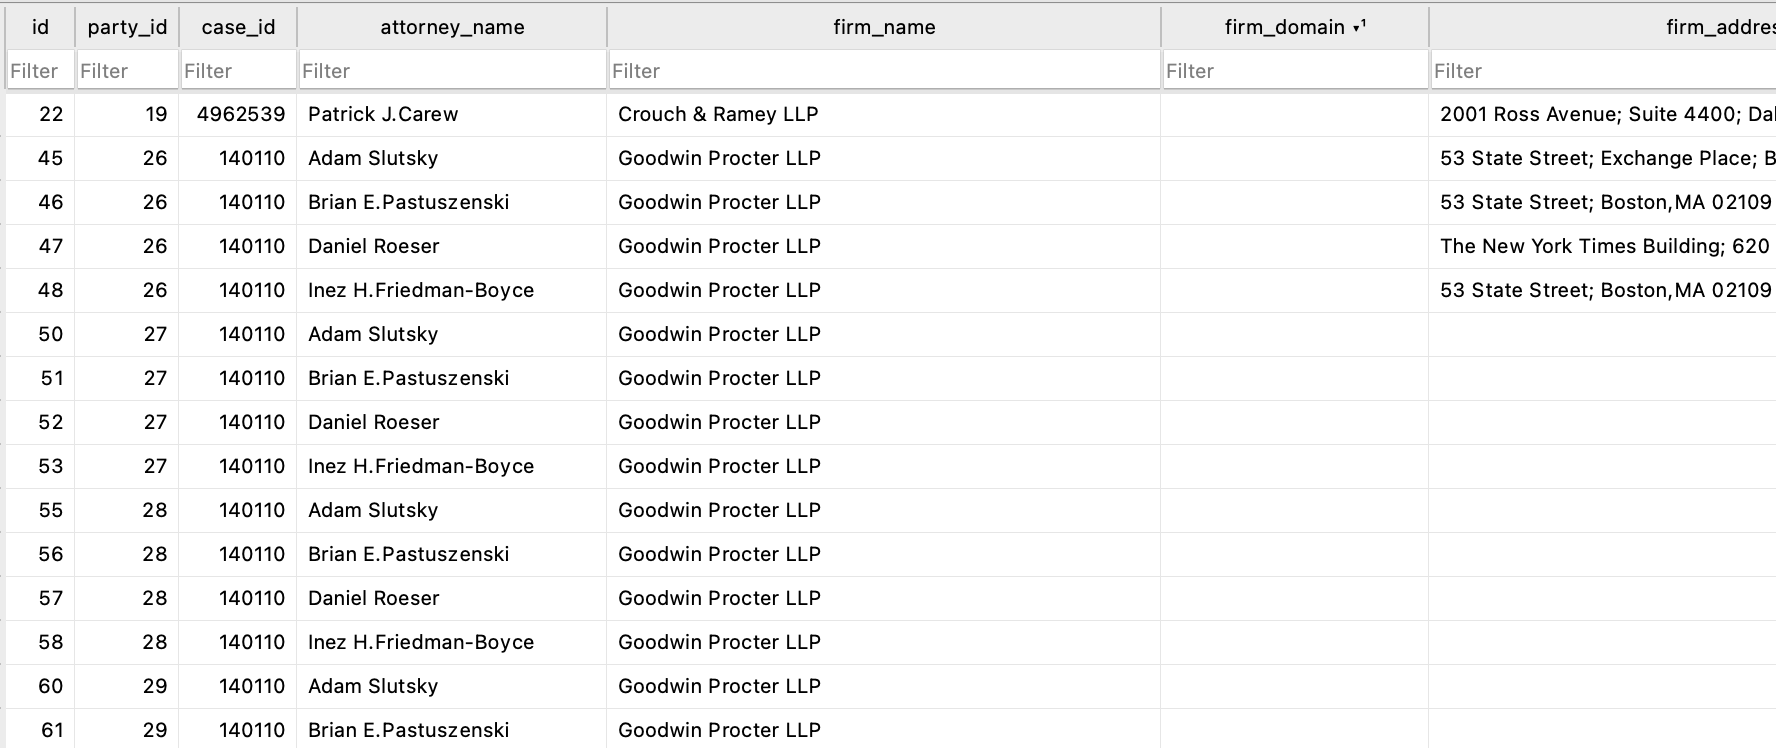 id party_id case_id attorney_name firm_name firm_domain ▾¹ firm_addres
Filter Filter Filter Filter Filter Filter Filter
22 19 4962539 Patrick J.Carew Crouch & Ramey LLP 2001 Ross Avenue; Suite 4400; Dal
45 26 140110 Adam Slutsky Goodwin Procter LLP 53 State Street; Exchange Place; B
46 26 140110 Brian E.Pastuszenski Goodwin Procter LLP 53 State Street; Boston,MA 02109
47 26 140110 Daniel Roeser Goodwin Procter LLP The New York Times Building; 620
48 26 140110 Inez H.Friedman-Boyce Goodwin Procter LLP 53 State Street; Boston,MA 02109
50 27 140110 Adam Slutsky Goodwin Procter LLP
51 27 140110 Brian E.Pastuszenski Goodwin Procter LLP
52 27 140110 Daniel Roeser Goodwin Procter LLP
53 27 140110 Inez H.Friedman-Boyce Goodwin Procter LLP
55 28 140110 Adam Slutsky Goodwin Procter LLP
56 28 140110 Brian E.Pastuszenski Goodwin Procter LLP
57 28 140110 Daniel Roeser Goodwin Procter LLP
58 28 140110 Inez H.Friedman-Boyce Goodwin Procter LLP
60 29 140110 Adam Slutsky Goodwin Procter LLP
61 29 140110 Brian E.Pastuszenski Goodwin Procter LLP